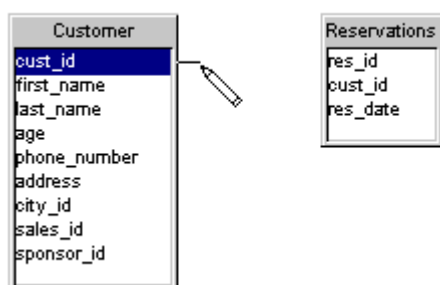 Customer
cust_id
first_name
last_name
age
phone_number
address
city_id
sales_id
sponsor_id
Reservations
res_id
cust_id
res_date